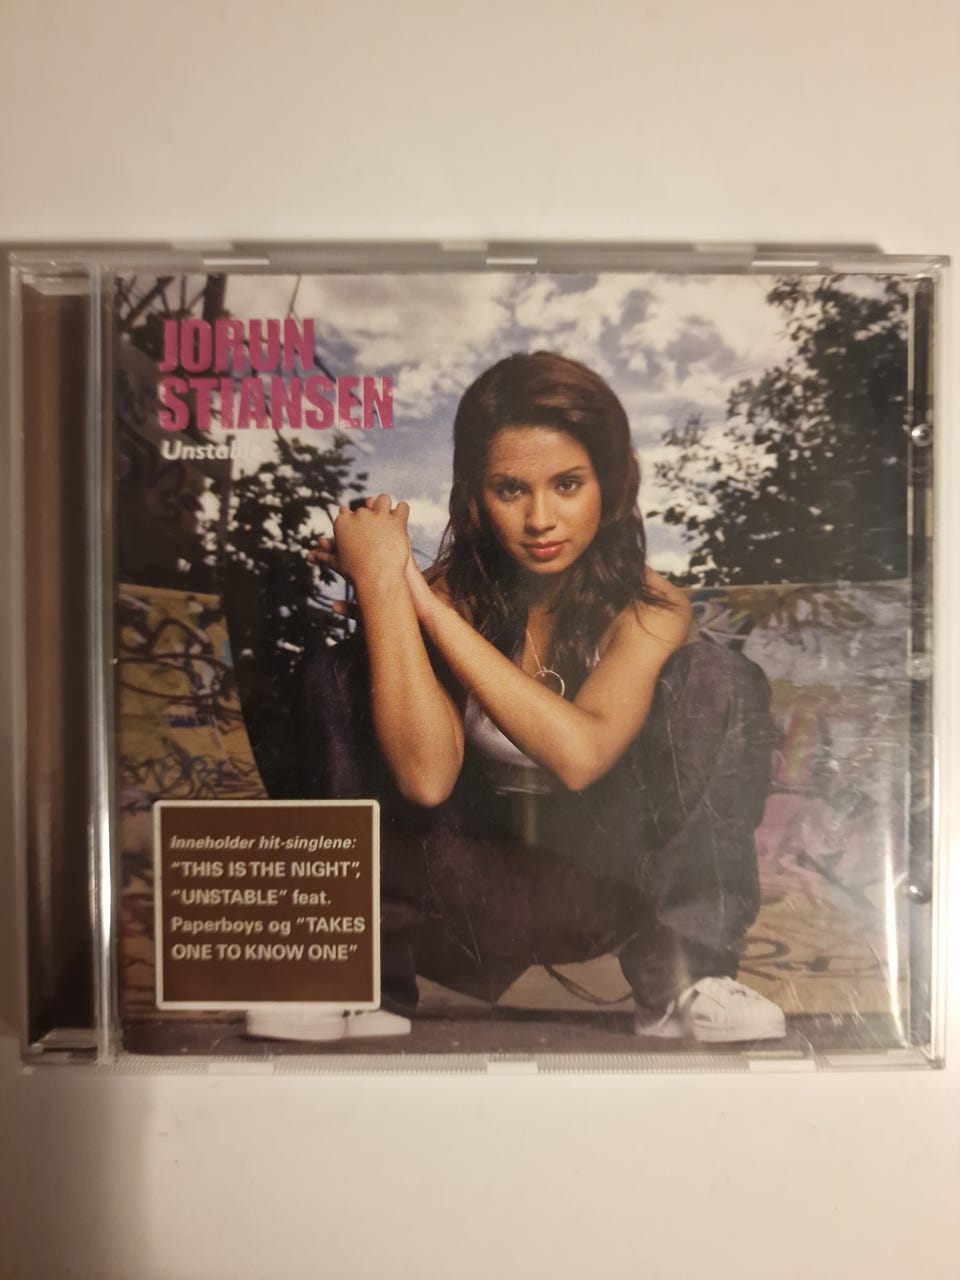 JORUN
STIANSEN
Unstable
Inneholder hit-singlene:
"THIS IS THE NIGHT",
"UNSTABLE" feat.
Paperboys og "TAKES
ONE TO KNOW ONE"